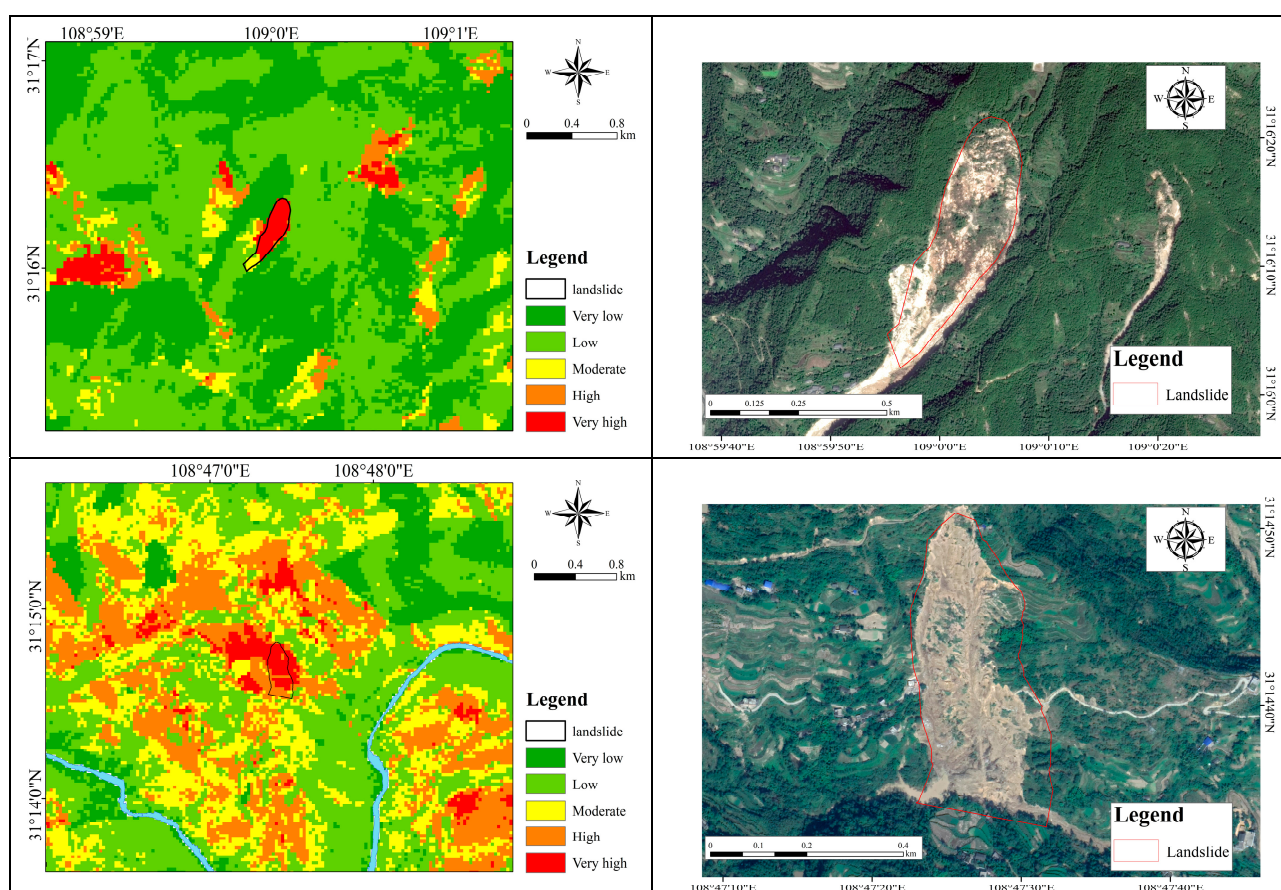 108°59'E 109°0'E 109°1'E
31°17'N
31°16'N
N
W E
S
0 0.4 0.8
km
Legend
landslide
Very low
Low
Moderate
High
Very high
N
W E
S
31°16'20"N
31°16'10"N
31°16'0"N
Legend
Landslide
0 0.125 0.25 0.5
km
108°59'40"E 108°59'50"E 109°0'0"E 109°0'10"E 109°0'20"E
108°47'0"E 108°48'0"E
31°15'0"N
31°14'0"N
N
W E
S
0 0.4 0.8
km
Legend
landslide
Very low
Low
Moderate
High
Very high
N
W E
S
31°14'50"N
31°14'40"N
Legend
Landslide
0 0.1 0.2 0.4
km
108°47'10"E 108°47'20"E 108°47'30"E 108°47'40"E